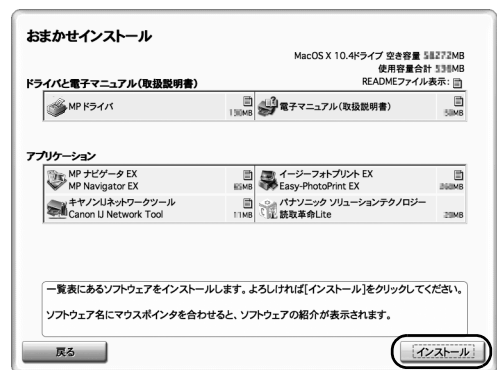 おまかせインストール
MacOS X 10.4ドライブ 空き容量 MB
使用容量合計 MB
READMEファイル表示:
ドライバと電子マニュアル(取扱説明書)
MP ドライバ
電子マニュアル(取扱説明書)
アプリケーション
MP ナビゲータ EX
MP Navigator EX
イージーフォトプリント EX
Easy-PhotoPrint EX
キヤノンIJネットワークツール
Canon IJ Network Tool
11MB
パナソニック ソリューションテクノロジー
読取革命Lite
一覧表にあるソフトウェアをインストールします。よろしければ[インストール]をクリックしてください。
ソフトウェア名にマウスポインタを合わせると、ソフトウェアの紹介が表示されます。
戻る
インストール